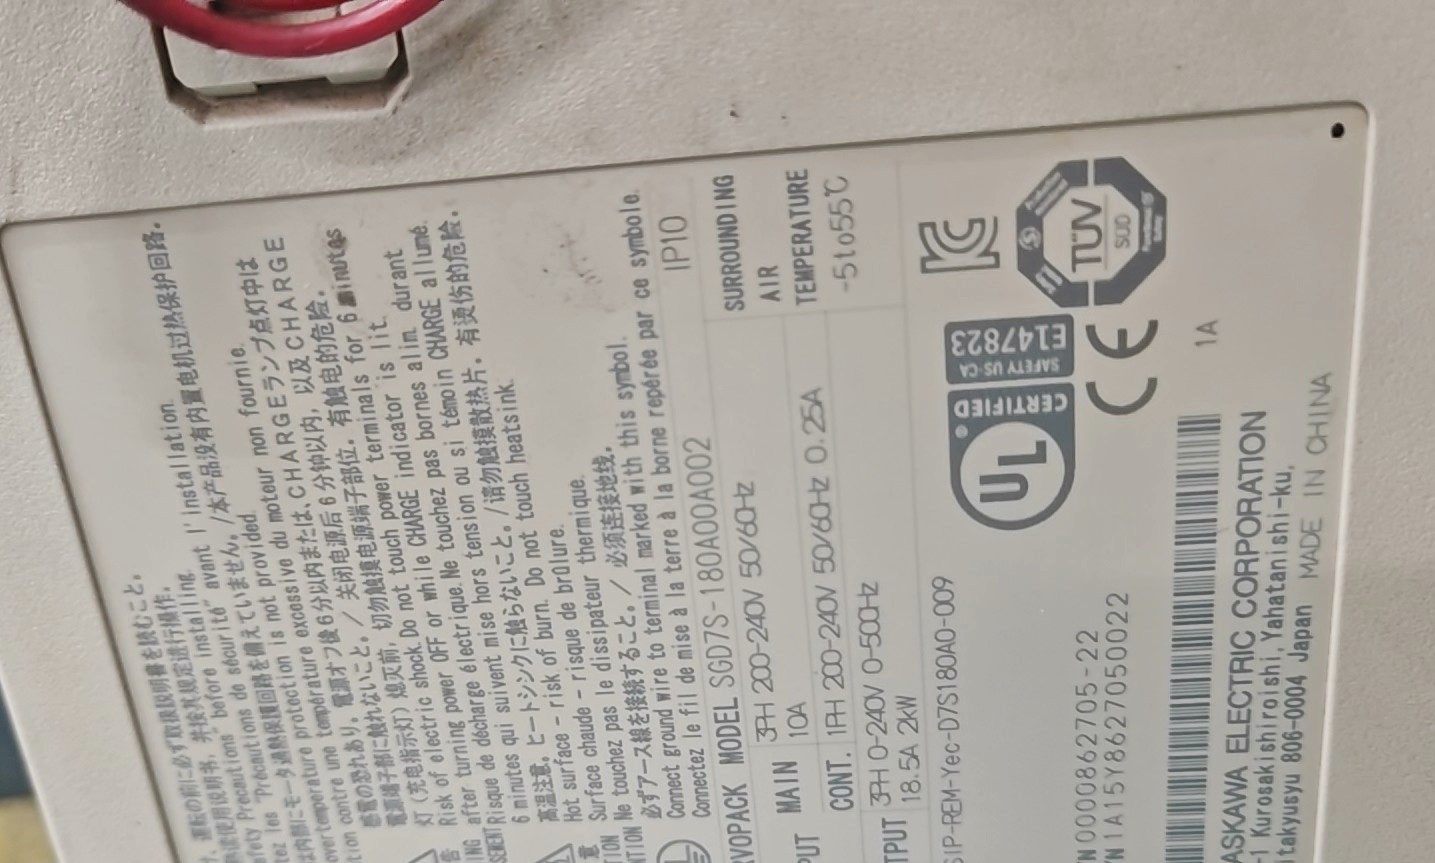 、運転の前に必ず取扱説明書を読むこと。
使用说明书，并按其规定进行操作。
fety Precautions" before installing.
tez les "Précautions de sécurité" avant l'installation.
は内部にモータ過熱保護回路を備えていません。/本产品没有内置电机过热保护回路。
overtemperature protection is not provided.
tion contre une température excessive du moteur non fournie.
感電の恐れあり。電源オフ後6分以内または、CHARGEランプ点灯中は
電源端子部に触れないこと。/ 关闭电源后6分钟以内，以及CHARGE
灯(充电指示灯)熄灭前，切勿触摸电源端子部位。有触电的危险。
Risk of electric shock. Do not touch power terminals for 6 minutes
after turning power OFF or while CHARGE indicator is lit.
Risque de décharge électrique. Ne touchez pas bornes alim. durant
6 minutes qui suivent mise hors tension ou si témoin CHARGE allumé.
高温注意。ヒートシンクに触らないこと。/请勿触摸散热片。有烫伤的危险。
Hot surface - risk of burn. Do not touch heatsink.
Surface chaude - risque de brûlure.
Ne touchez pas le dissipateur thermique.
必ずアース線を接続すること。/ 必须连接地线。
Connect ground wire to terminal marked with this symbol.
Connectez le fil de mise à la terre à la borne repérée par ce symbole.
VOPACK MODEL SGD7S-180A00A002 IP10
PUT MAIN 3PH 200-240V 50/60Hz
10A
CONT. 1PH 200-240V 50/60Hz 0.25A
TPUT 3PH 0-240V 0-500Hz
18.5A 2kW
SURROUNDING
AIR
TEMPERATURE
-5to55℃
SIP-REM-Yec-D7S180A0-009
UL CERTIFIED ®
SAFETY US-CA
E147823
TÜV
SÜD
CE
N 0000862705-22
N 1A15Y8627050022
1A
ASKAWA ELECTRIC CORPORATION
-1 Kurosakishiroishi, Yahatanishi-ku,
takyusyu 806-0004 Japan MADE IN CHINA